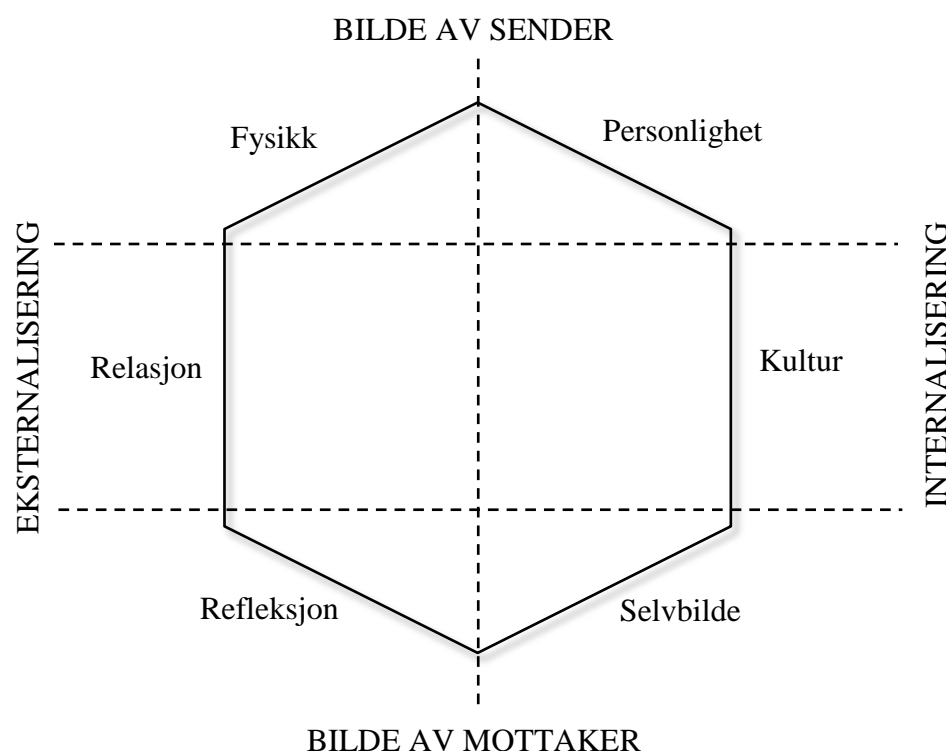 BILDE AV SENDER
Fysikk
Personlighet
EKSTERNALISERING
Relasjon
Kultur
INTERNALISERING
Refleksjon
Selvbilde
BILDE AV MOTTAKER